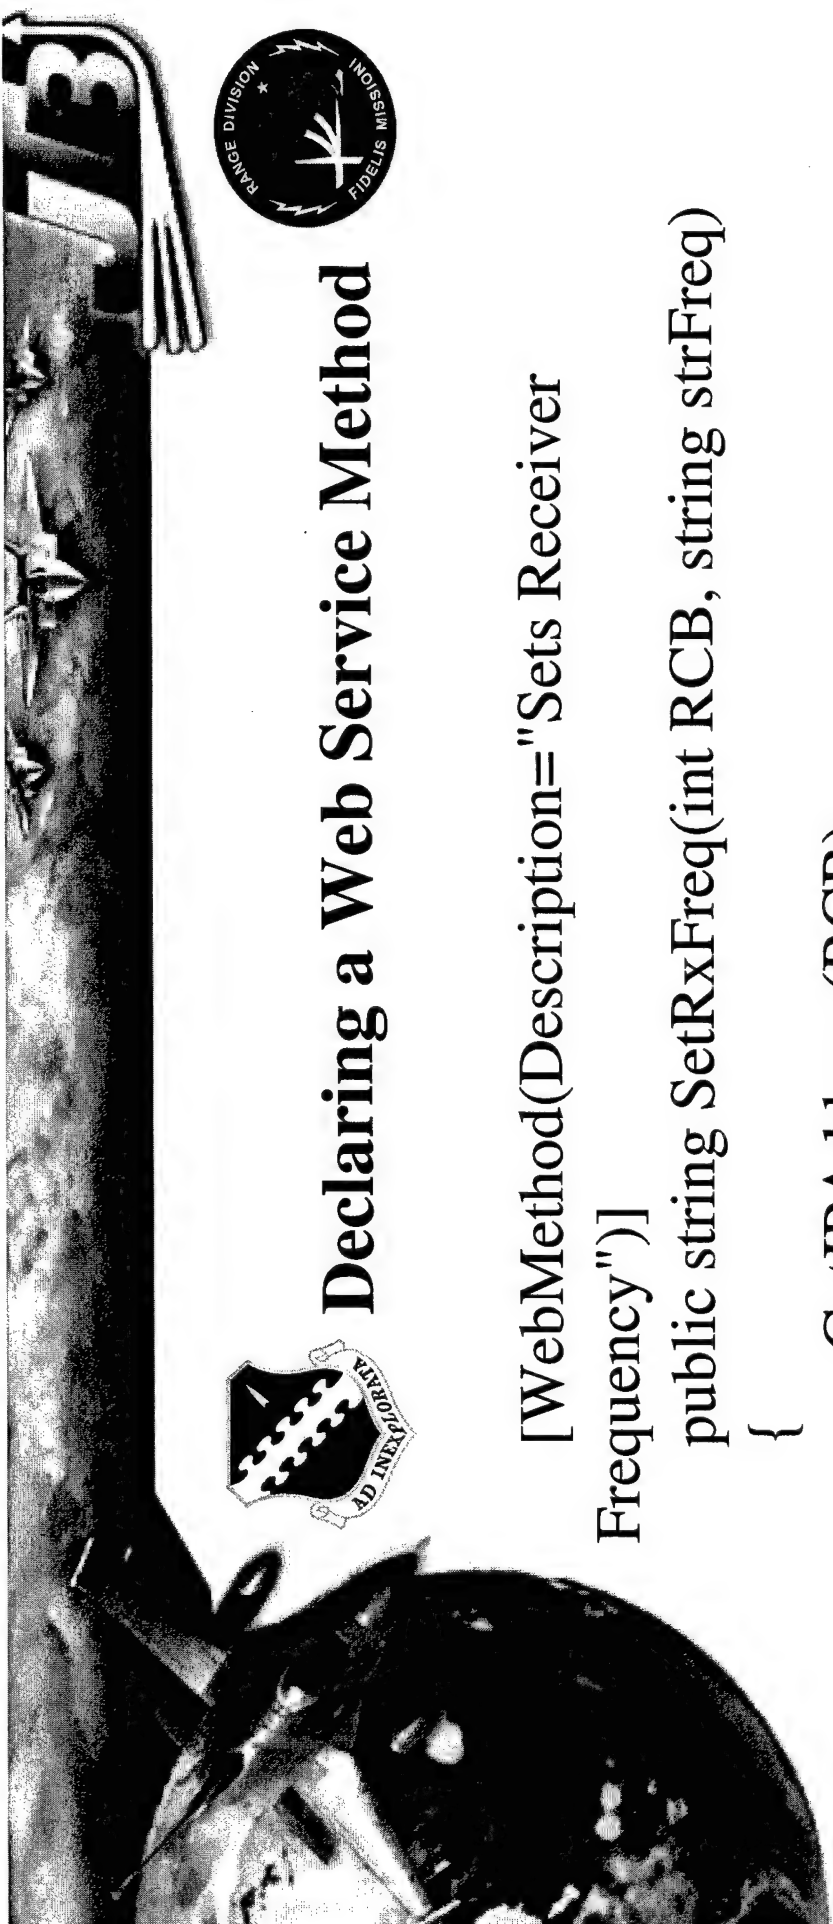 RANGE DIVISION
FIDELIS MISSIONI
AD INEXPLORATA
Declaring a Web Service Method
[WebMethod(Description="Sets Receiver
Frequency")]
public string SetRxFreq(int RCB, string strFreq)
{